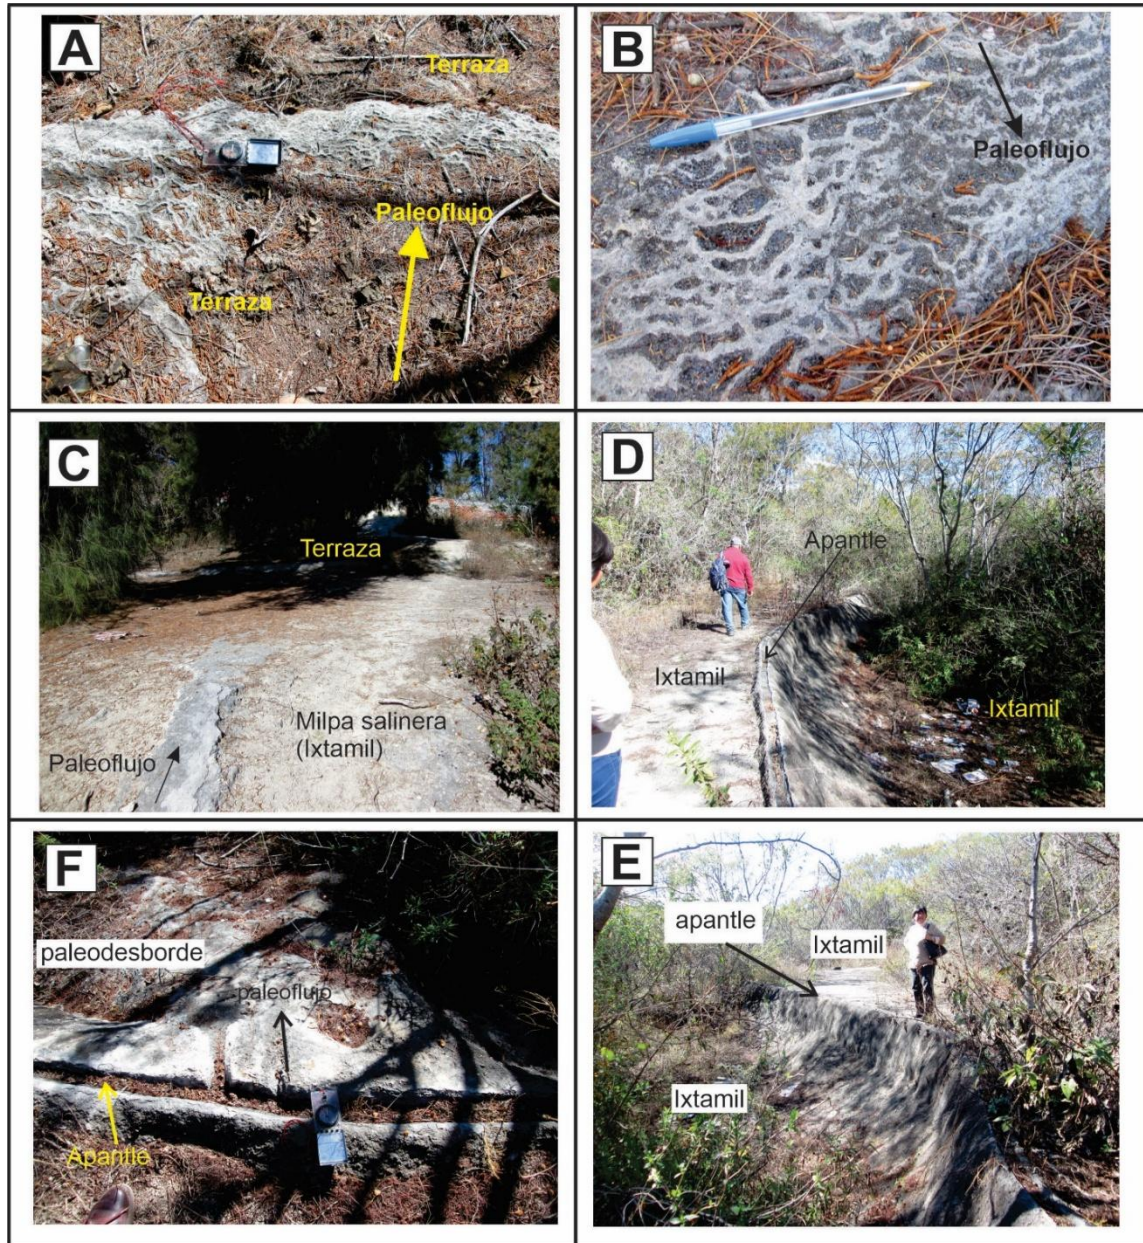 A
Terraza
Paleoflujo
Terraza
B
Paleoflujo
C
Terraza
Milpa salinera
(Ixtamil)
Paleoflujo
D
Apantle
Ixtamil
Ixtamil
F
paleodesborde
paleoflujo
Apantle
E
apantle
Ixtamil
Ixtamil